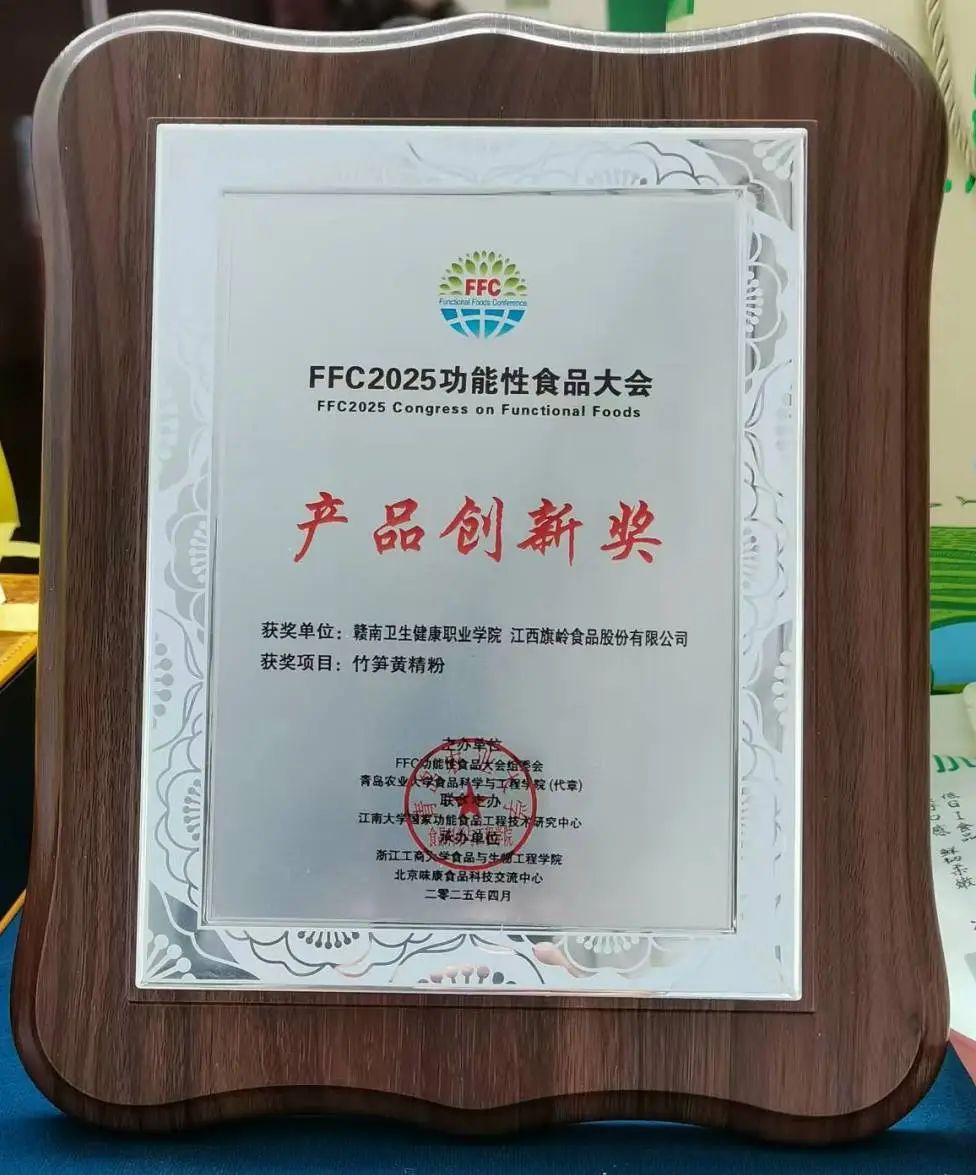 FFC
Functional Foods Conference
FFC2025功能性食品大会
FFC2025 Congress on Functional Foods
产品创新奖
获奖单位：赣南卫生健康职业学院 江西旗岭食品股份有限公司
获奖项目：竹笋黄精粉
主办单位
FFC功能性食品大会组委会
青岛农业大学食品科学与工程学院(代章)
联合主办
江南大学国家功能食品工程技术研究中心
承办单位
浙江工商大学食品与生物工程学院
北京味康食品科技交流中心
二零二五年四月